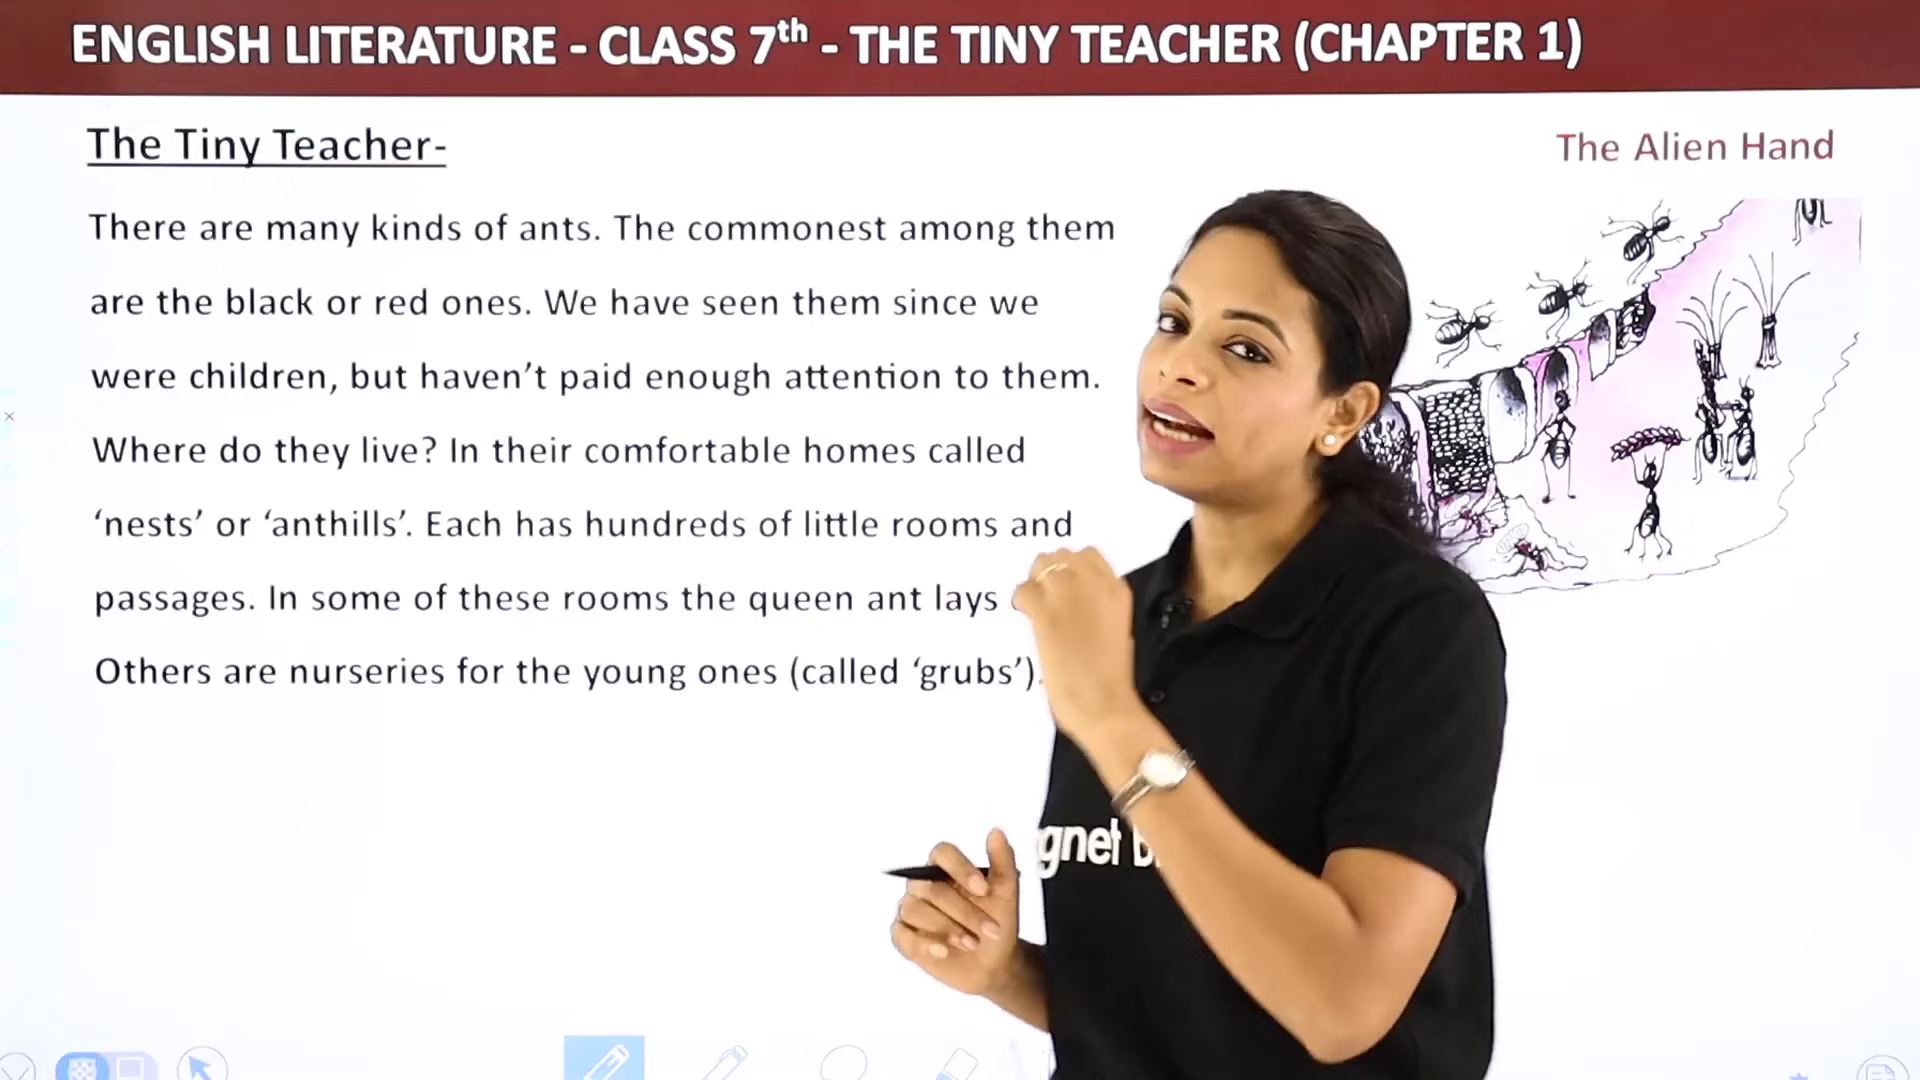 ENGLISH LITERATURE - CLASS 7th - THE TINY TEACHER (CHAPTER 1)
The Tiny Teacher-
The Alien Hand
There are many kinds of ants. The commonest among them
are the black or red ones. We have seen them since we
were children, but haven’t paid enough attention to them.
Where do they live? In their comfortable homes called
‘nests’ or ‘anthills’. Each has hundreds of little rooms and
passages. In some of these rooms the queen ant lays
Others are nurseries for the young ones (called ‘grubs’).
gnet